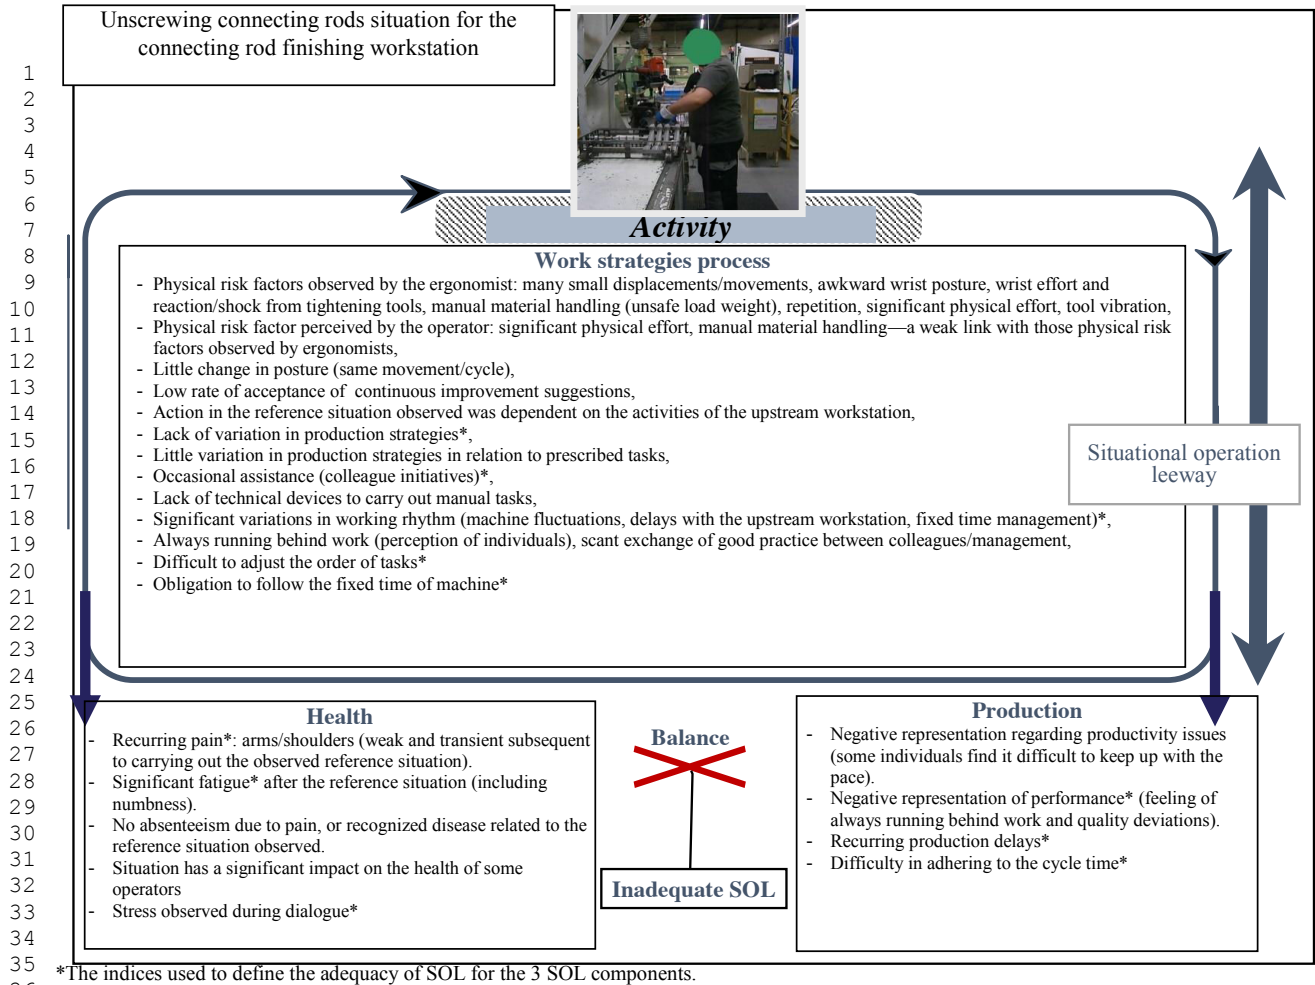 Unscrewing connecting rods situation for the
connecting rod finishing workstation
1
2
3
4
5
6
7
8
9
10
11
12
13
14
15
16
17
18
19
20
21
22
23
24
25
26
27
28
29
30
31
32
33
34
35
Activity
Work strategies process
- Physical risk factors observed by the ergonomist: many small displacements/movements, awkward wrist posture, wrist effort and
reaction/shock from tightening tools, manual material handling (unsafe load weight), repetition, significant physical effort, tool vibration,
- Physical risk factor perceived by the operator: significant physical effort, manual material handling—a weak link with those physical risk
factors observed by ergonomists,
- Little change in posture (same movement/cycle),
- Low rate of acceptance of continuous improvement suggestions,
- Action in the reference situation observed was dependent on the activities of the upstream workstation,
- Lack of variation in production strategies*,
- Little variation in production strategies in relation to prescribed tasks,
- Occasional assistance (colleague initiatives)*,
- Lack of technical devices to carry out manual tasks,
- Significant variations in working rhythm (machine fluctuations, delays with the upstream workstation, fixed time management)*,
- Always running behind work (perception of individuals), scant exchange of good practice between colleagues/management,
- Difficult to adjust the order of tasks*
- Obligation to follow the fixed time of machine*
Situational operation
leeway
Health
- Recurring pain*: arms/shoulders (weak and transient subsequent
to carrying out the observed reference situation).
- Significant fatigue* after the reference situation (including
numbness).
- No absenteeism due to pain, or recognized disease related to the
reference situation observed.
- Situation has a significant impact on the health of some
operators
- Stress observed during dialogue*
Balance
Inadequate SOL
Production
- Negative representation regarding productivity issues
(some individuals find it difficult to keep up with the
pace).
- Negative representation of performance* (feeling of
always running behind work and quality deviations).
- Recurring production delays*
- Difficulty in adhering to the cycle time*
*The indices used to define the adequacy of SOL for the 3 SOL components.